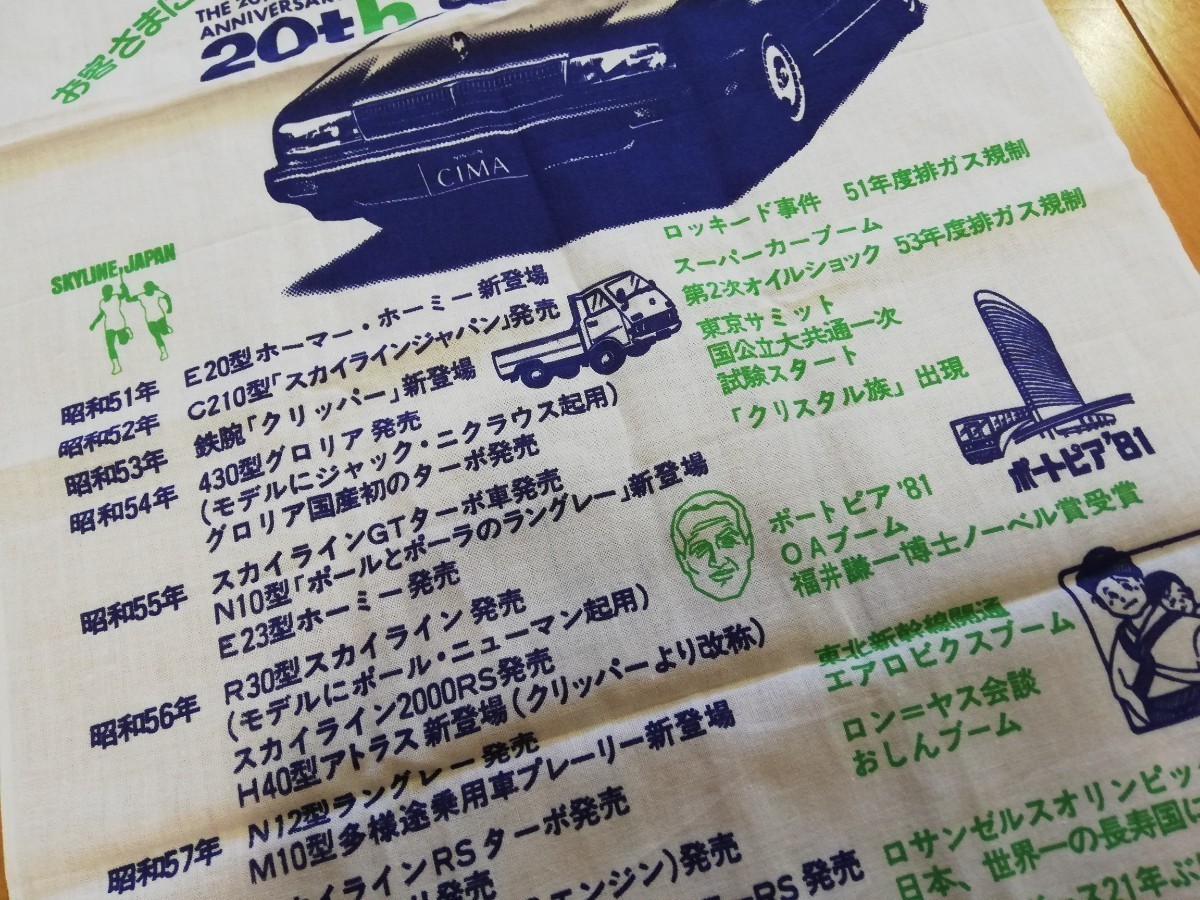 お客さまに
THE 20
ANNIVERSARY
20th
NISSAN
CIMA
SKYLINE JAPAN
昭和51年 E20型ホーマー・ホーミー新登場
昭和52年 C210型「スカイラインジャパン」発売
昭和53年 鉄腕「クリッパー」新登場
昭和54年 430型グロリア発売
(モデルにジャック・ニクラウス起用)
グロリア国産初のターボ発売
昭和55年 スカイラインGTターボ車発売
N10型「ポールとポーラのラングレー」新登場
E23型ホーミー発売
昭和56年 R30型スカイライン発売
(モデルにポール・ニューマン起用)
スカイライン2000RS発売
H40型アトラス新登場(クリッパーより改称)
昭和57年 N12型ラングレー発売
M10型多様途乗用車プレーリー新登場
イラインRSターボ発売
発売
エンジン)発売
RS発売
ロッキード事件 51年度排ガス規制
スーパーカーブーム
第2次オイルショック 53年度排ガス規制
東京サミット
国公立大共通一次
試験スタート
「クリスタル族」出現
ポートピア'81
ポートピア'81
OAブーム
福井謙一博士ノーベル賞受賞
東北新幹線開通
エアロビクスブーム
ロン=ヤス会談
おしんブーム
ロサンゼルスオリンピック
日本、世界一の長寿国に
ース21年ぶ